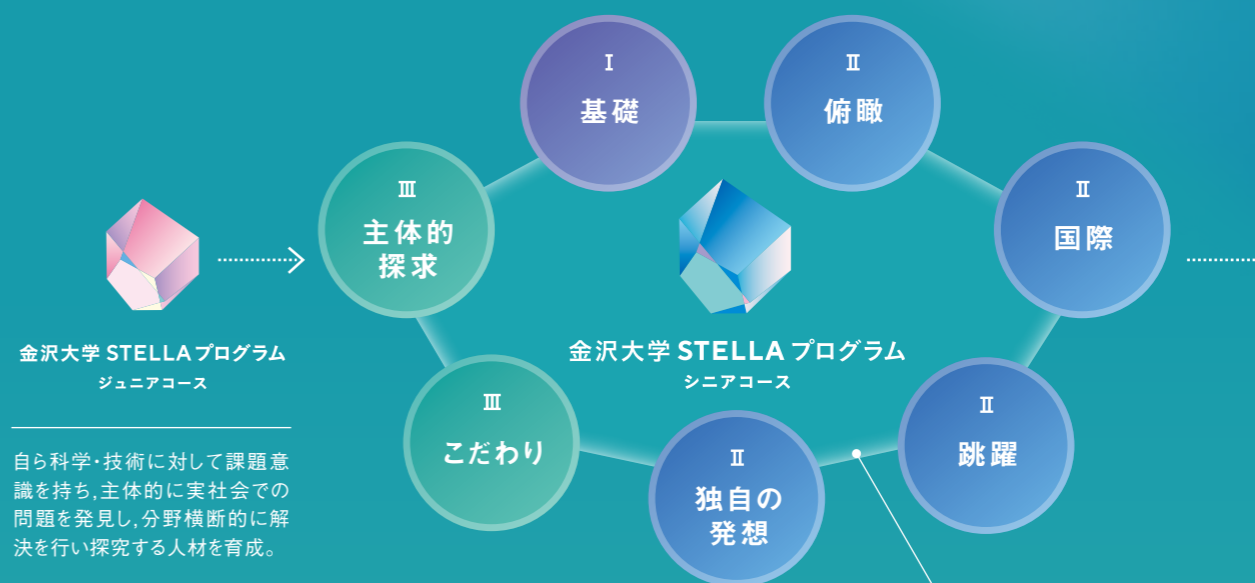 I
基礎
II
俯瞰
II
国際
II
跳躍
II
独自の
発想
III
こだわり
III
主体的
探求
金沢大学 STELLA プログラム
シニアコース
金沢大学 STELLA プログラム
ジュニアコース
自ら科学・技術に対して課題意
識を持ち,主体的に実社会での
問題を発見し,分野横断的に解
決を行い探究する人材を育成。